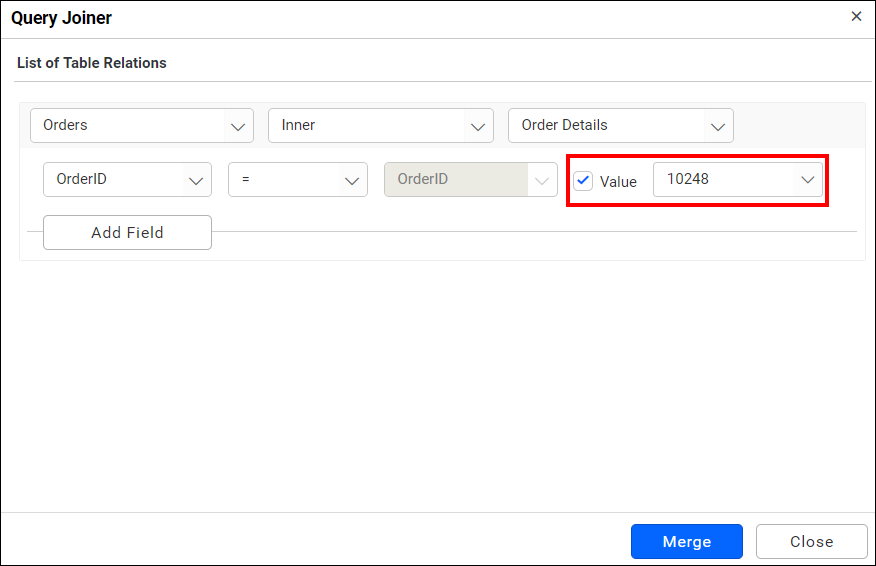 Query Joiner
List of Table Relations
Orders Inner Order Details
OrderID = OrderID Value 10248
Add Field
Merge Close